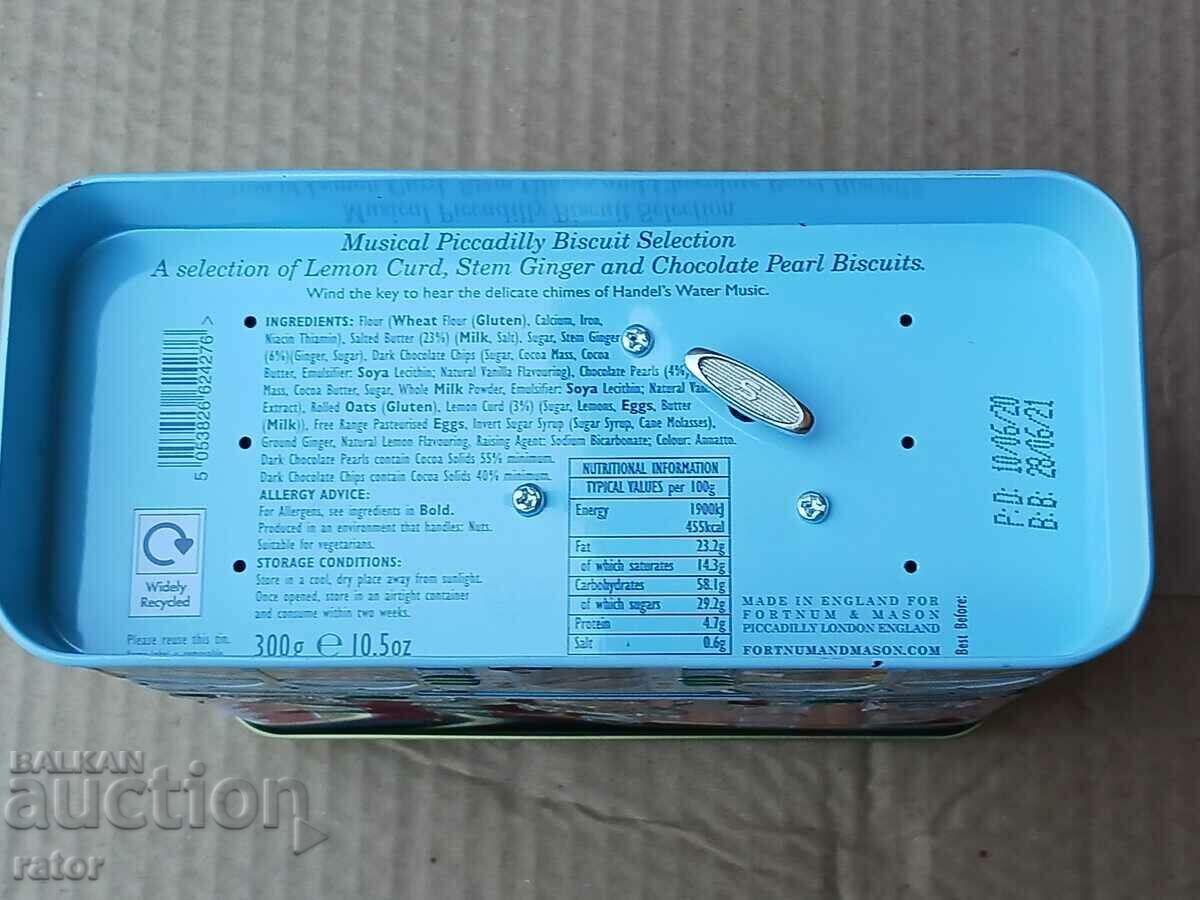 Musical Piccadilly Biscuit Selection
A selection of Lemon Curd, Stem Ginger and Chocolate Pearl Biscuits.
Wind the key to hear the delicate chimes of Handel's Water Music.
INGREDIENTS: Flour (Wheat Flour (Gluten), Calcium, Iron,
Niacin Thiamin), Salted Butter (23%) (Milk, Salt), Sugar, Stem Ginger
(6%)(Ginger, Sugar), Dark Chocolate Chips (Sugar, Cocoa Mass, Cocoa
Butter, Emulsifier: Soya Lecithin; Natural Vanilla Flavouring), Chocolate Pearls (4%)
Mass, Cocoa Butter, Sugar, Whole Milk Powder, Emulsifier: Soya Lecithin; Natural
Extract), Rolled Oats (Gluten), Lemon Curd (3%) (Sugar, Lemons, Eggs, Butter
(Milk)), Free Range Pasteurised Eggs, Invert Sugar Syrup (Sugar Syrup, Cane Molasses),
Ground Ginger, Natural Lemon Flavouring, Raising Agent: Sodium Bicarbonate; Colour: Annatto.
Dark Chocolate Pearls contain Cocoa Solids 55% minimum.
Dark Chocolate Chips contain Cocoa Solids 40% minimum.
ALLERGY ADVICE:
For Allergens, see ingredients in Bold.
Produced in an environment that handles: Nuts.
Suitable for vegetarians.
STORAGE CONDITIONS:
Store in a cool, dry place away from sunlight.
Once opened, store in an airtight container
and consume within two weeks.
300g ℮ 10.5oz
5 053826 624276 >
Widely
Recycled
Please reuse this tin.
NUTRITIONAL INFORMATION
TYPICAL VALUES per 100g
Energy 1900kJ
455kcal
Fat 23.2g
of which saturates 14.3g
Carbohydrates 58.1g
of which sugars 29.2g
Protein 4.7g
Salt 0.6g
S
MADE IN ENGLAND FOR
FORTNUM & MASON
PICCADILLY LONDON ENGLAND
FORTNUMANDMASON.COM
Best Before:
P.D: 10/06/20
B.B: 28/06/21
BALKAN
auction
rator